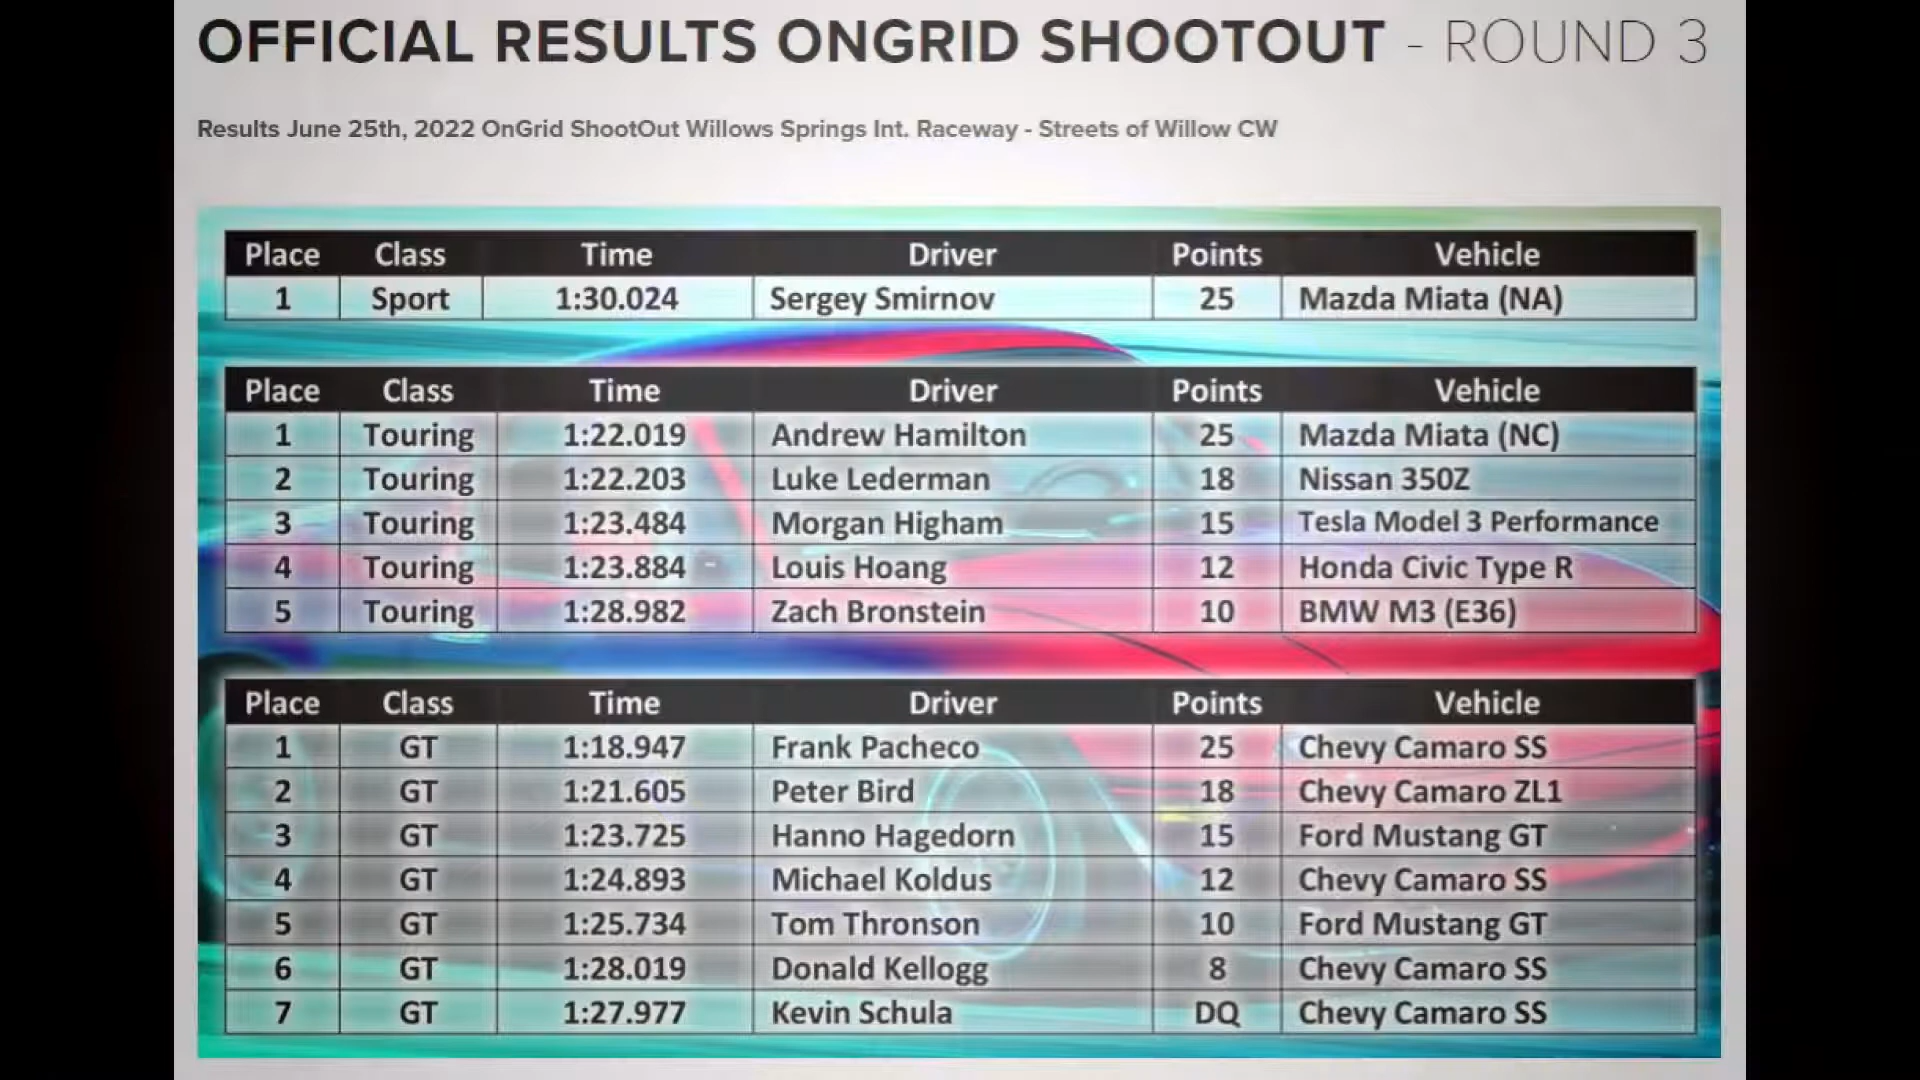 OFFICIAL RESULTS ONGRID SHOOTOUT - ROUND 3
Results June 25th, 2022 OnGrid ShootOut Willows Springs Int. Raceway - Streets of Willow CW
Place Class Time Driver Points Vehicle
1 Sport 1:30.024 Sergey Smirnov 25 Mazda Miata (NA)
Place Class Time Driver Points Vehicle
1 Touring 1:22.019 Andrew Hamilton 25 Mazda Miata (NC)
2 Touring 1:22.203 Luke Lederman 18 Nissan 350Z
3 Touring 1:23.484 Morgan Higham 15 Tesla Model 3 Performance
4 Touring 1:23.884 Louis Hoang 12 Honda Civic Type R
5 Touring 1:28.982 Zach Bronstein 10 BMW M3 (E36)
Place Class Time Driver Points Vehicle
1 GT 1:18.947 Frank Pacheco 25 Chevy Camaro SS
2 GT 1:21.605 Peter Bird 18 Chevy Camaro ZL1
3 GT 1:23.725 Hanno Hagedorn 15 Ford Mustang GT
4 GT 1:24.893 Michael Koldus 12 Chevy Camaro SS
5 GT 1:25.734 Tom Thronson 10 Ford Mustang GT
6 GT 1:28.019 Donald Kellogg 8 Chevy Camaro SS
7 GT 1:27.977 Kevin Schula DQ Chevy Camaro SS